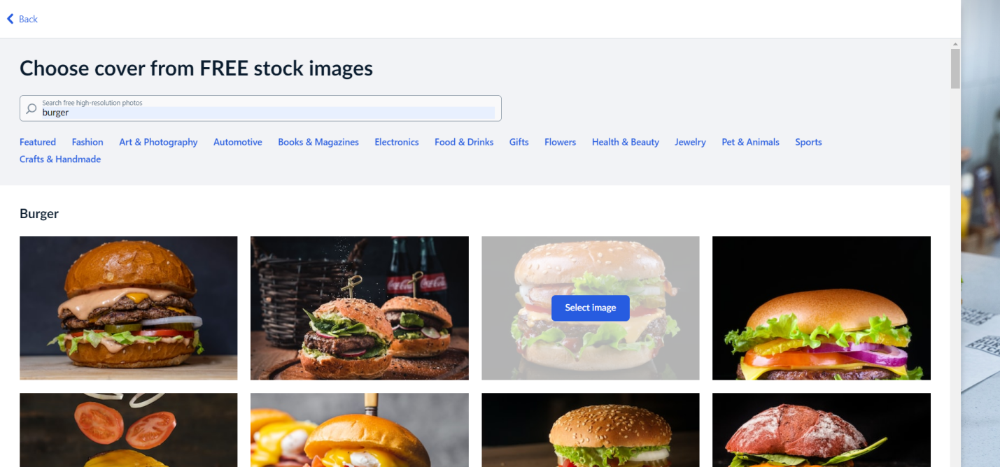 Back
Choose cover from FREE stock images
Search free high-resolution photos
burger
Featured Fashion Art & Photography Automotive Books & Magazines Electronics Food & Drinks Gifts Flowers Health & Beauty Jewelry Pet & Animals Sports
Crafts & Handmade
Burger
Coca-Cola
Select image